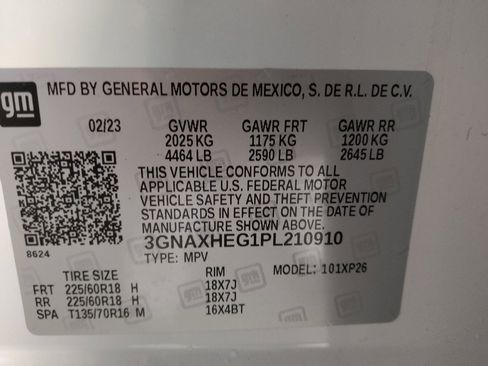 gm
MFD BY GENERAL MOTORS DE MEXICO, S. DE R.L. DE C.V.
02/23 GVWR GAWR FRT GAWR RR
2025 KG 1175 KG 1200 KG
4464 LB 2590 LB 2645 LB
THIS VEHICLE CONFORMS TO ALL
APPLICABLE U.S. FEDERAL MOTOR
VEHICLE SAFETY AND THEFT PREVENTION
STANDARDS IN EFFECT ON THE DATE OF
MANUFACTURE SHOWN ABOVE.
8624
3GNAXHEG1PL210910
TYPE: MPV
MODEL: 101XP26
TIRE SIZE RIM
FRT 225/60R18 H 18X7J
RR 225/60R18 H 18X7J
SPA T135/70R16 M 16X4BT